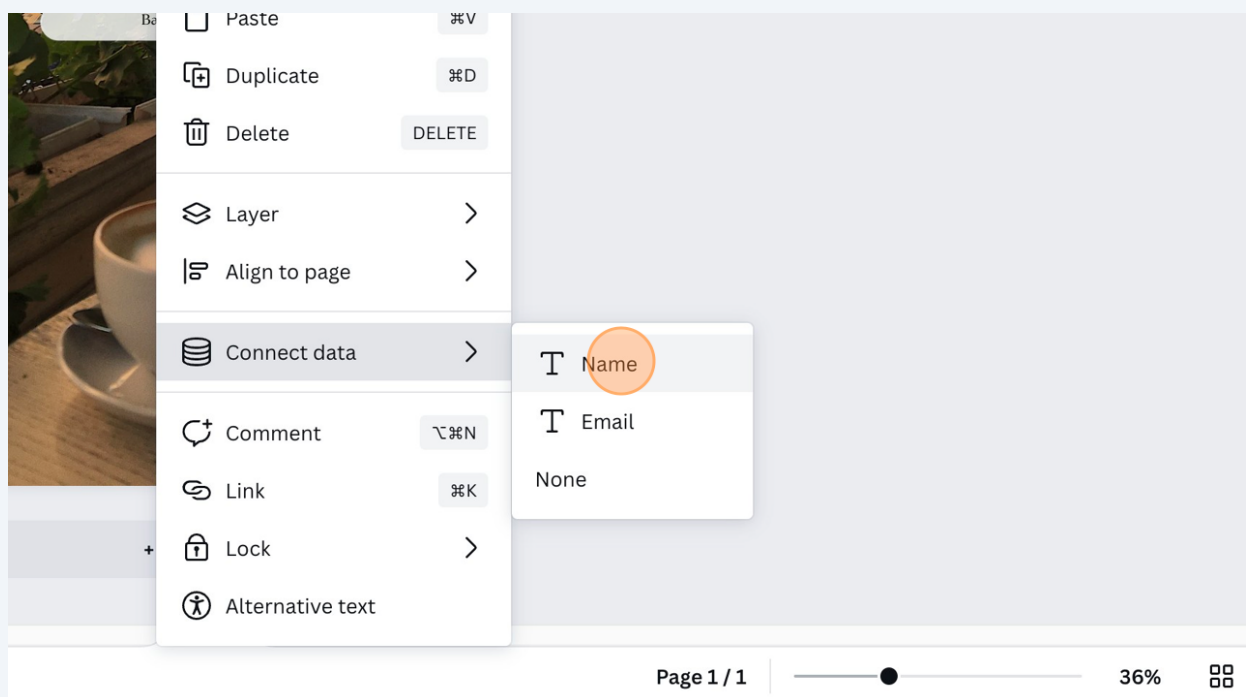 Ba
Paste ⌘V
Duplicate ⌘D
Delete DELETE
Layer
Align to page
Connect data
Name
Email
None
Comment ⌥⌘N
Link ⌘K
Lock
Alternative text
+
Page 1 / 1
36%